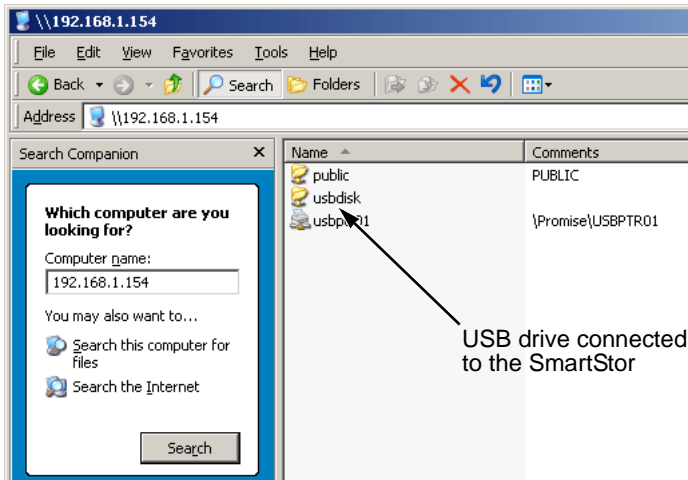 \\192.168.1.154
File Edit View Favorites Tools Help
Back Search Folders
Address \\192.168.1.154
Search Companion X
Name Comments
public PUBLIC
usbdisk
\Promise\USBPTR01
Which computer are you
looking for?
Computer name:
192.168.1.154
You may also want to...
Search this computer for
files
Search the Internet
Search
USB drive connected
to the SmartStor